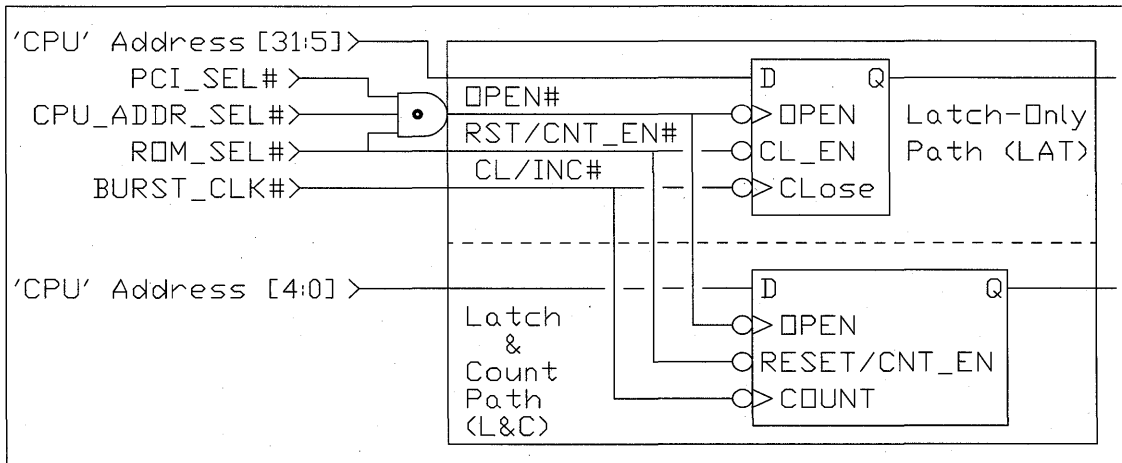 'CPU' Address [31:5]
PCI_SEL#
CPU_ADDR_SEL#
ROM_SEL#
BURST_CLK#
OPEN#
RST/CNT_EN#
CL/INC#
D Q
OPEN
CL_EN
CLose
Latch-Only
Path (LAT)
'CPU' Address [4:0]
Latch
&
Count
Path
(L&C)
D Q
OPEN
RESET/CNT_EN
COUNT